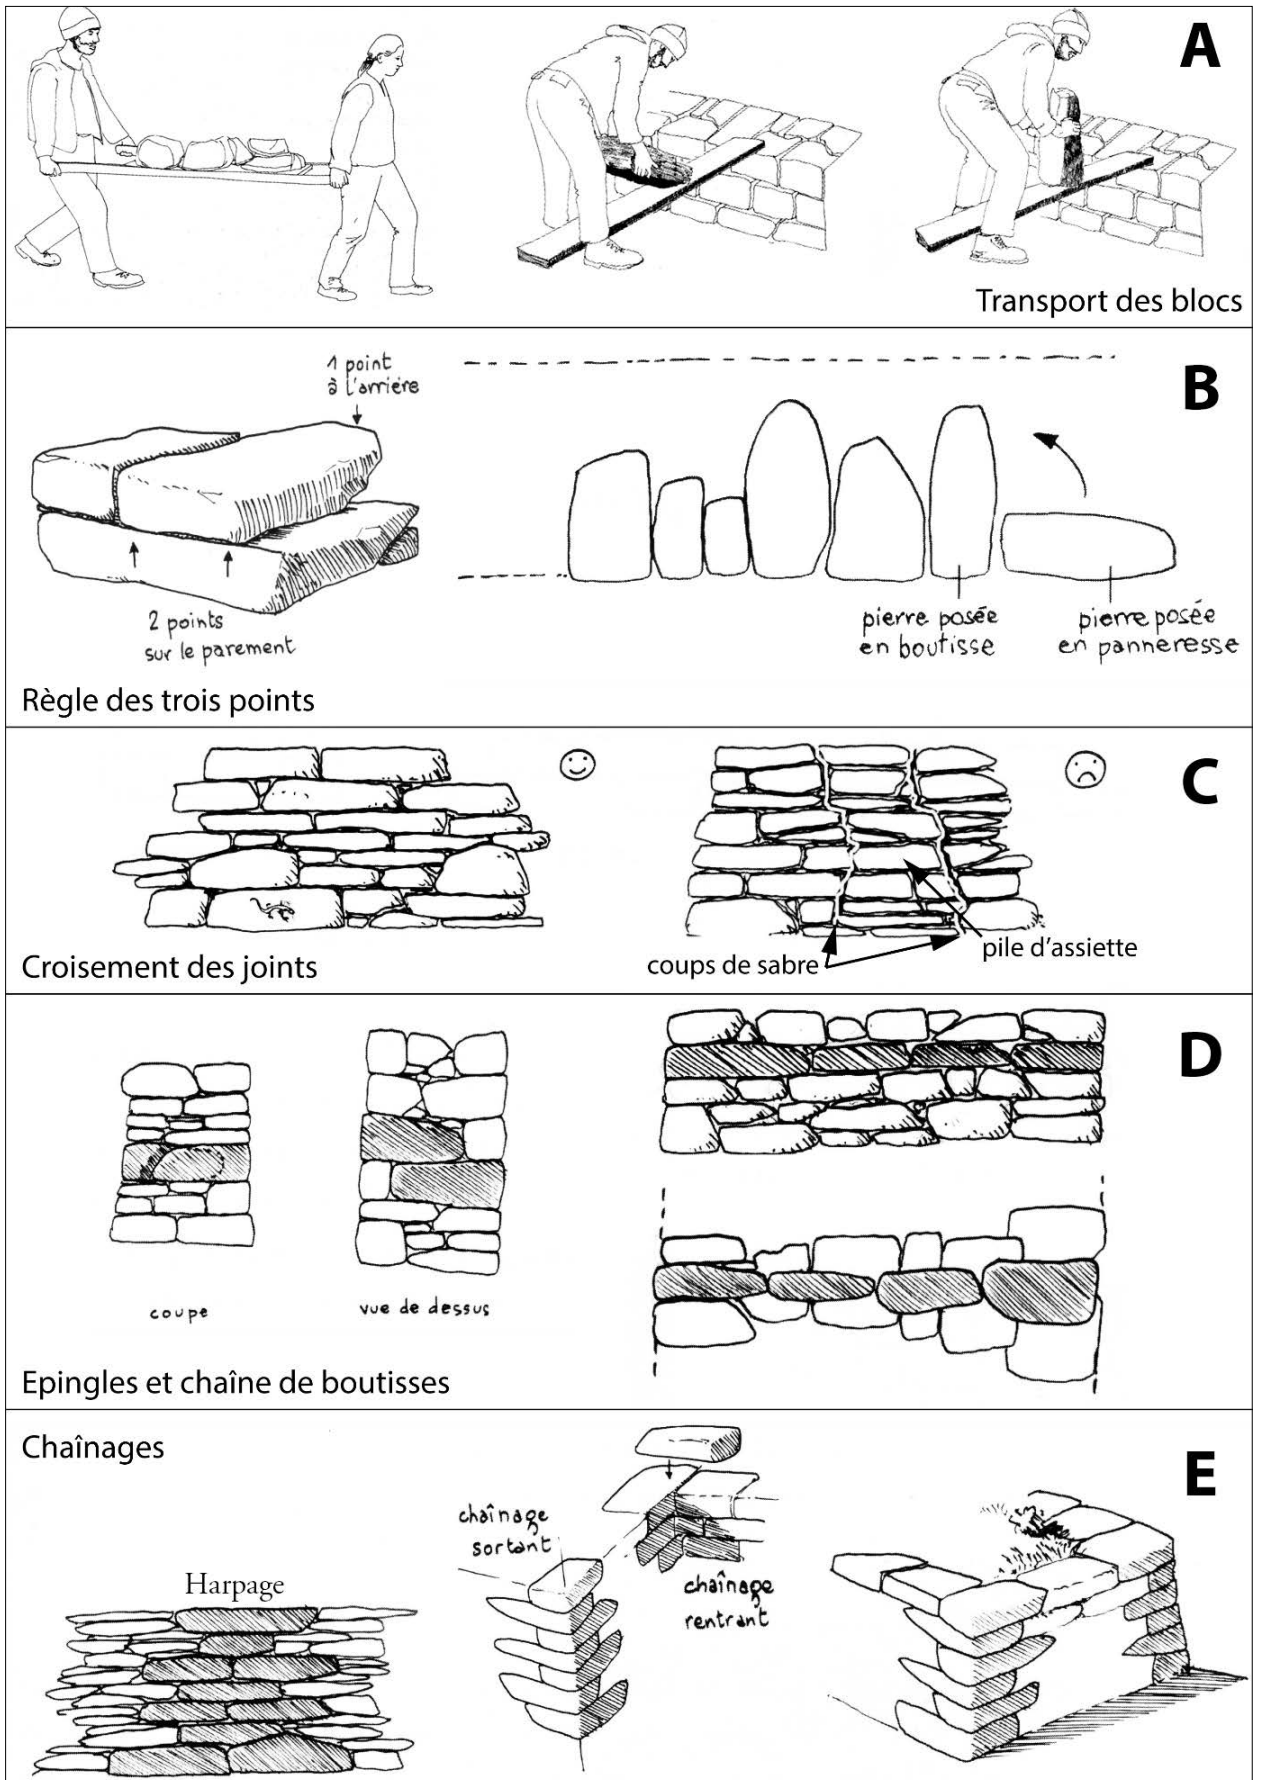 A
Transport des blocs
B
1 point
à l'arrière
2 points
sur le parement
pierre posée
en boutisse
pierre posée
en panneresse
Règle des trois points
C
coups de sabre
pile d'assiette
Croisement des joints
D
coupe
vue de dessus
Epingles et chaîne de boutisses
Chaînages
E
chaînage
sortant
chaînage
rentrant
Harpage